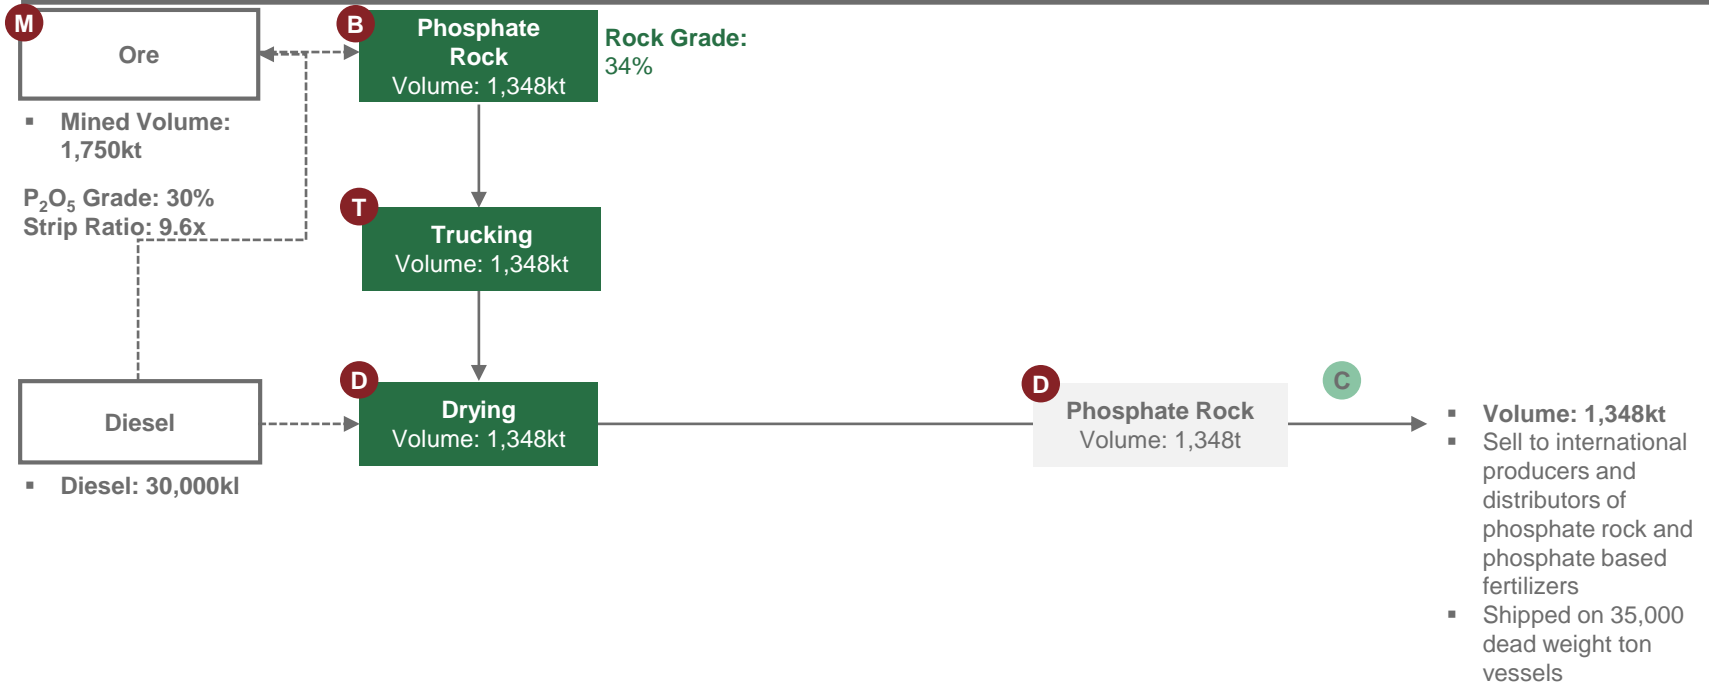 M
Ore
▪ Mined Volume:
1,750kt
P2O5 Grade: 30%
Strip Ratio: 9.6x
B
Phosphate
Rock
Volume: 1,348kt
Rock Grade:
34%
T
Trucking
Volume: 1,348kt
Diesel
▪ Diesel: 30,000kl
D
Drying
Volume: 1,348kt
D
Phosphate Rock
Volume: 1,348t
C
▪ Volume: 1,348kt
▪ Sell to international
producers and
distributors of
phosphate rock and
phosphate based
fertilizers
▪ Shipped on 35,000
dead weight ton
vessels